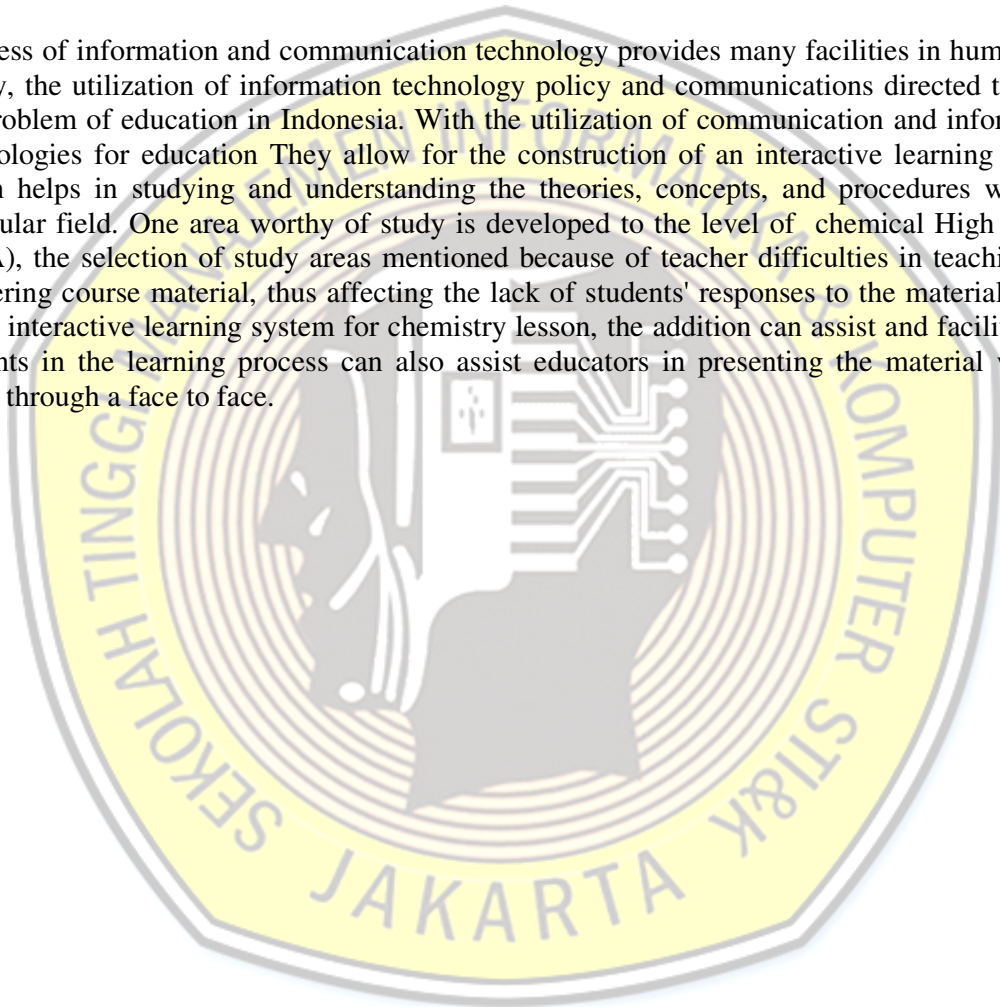 ess of information and communication technology provides many facilities in hum
y, the utilization of information technology policy and communications directed t
roblem of education in Indonesia. With the utilization of communication and infor
ologies for education They allow for the construction of an interactive learning
n helps in studying and understanding the theories, concepts, and procedures w
ular field. One area worthy of study is developed to the level of chemical High
A), the selection of study areas mentioned because of teacher difficulties in teachi
ering course material, thus affecting the lack of students' responses to the material
interactive learning system for chemistry lesson, the addition can assist and facili
nts in the learning process can also assist educators in presenting the material v
through a face to face.
SEKOLAH TINGGI MANAJEMEN INFORMATIKA & KOMPUTER STI&K
JAKARTA